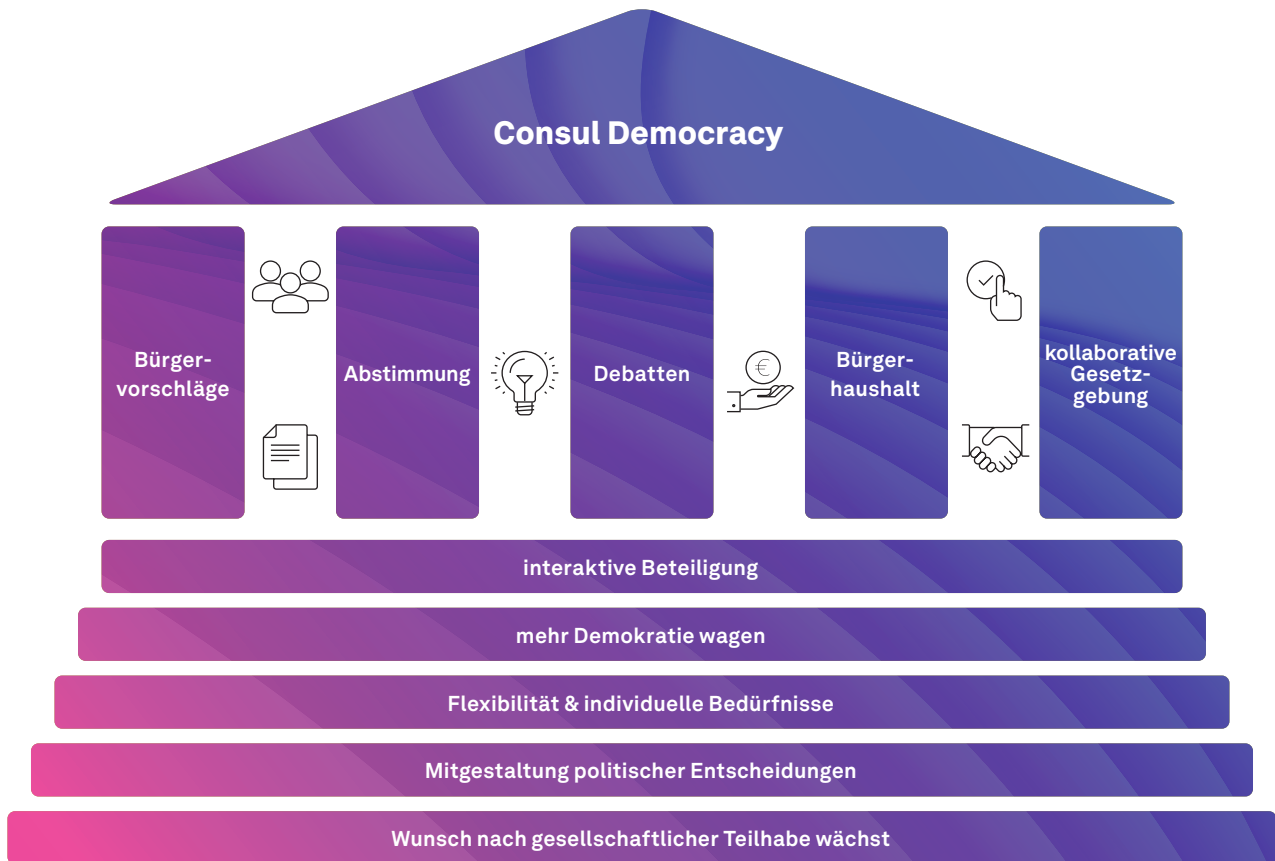 Consul Democracy
Bürger-
vorschläge
Abstimmung
Debatten
€
Bürger-
haushalt
kollaborative
Gesetz-
gebung
interaktive Beteiligung
mehr Demokratie wagen
Flexibilität & individuelle Bedürfnisse
Mitgestaltung politischer Entscheidungen
Wunsch nach gesellschaftlicher Teilhabe wächst